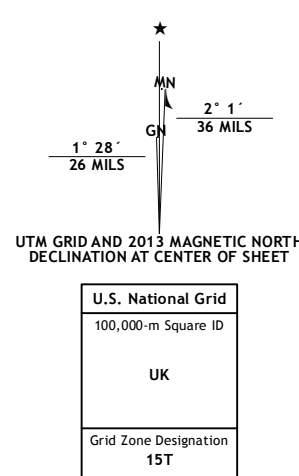 ★
MN
2° 1´
36 MILS
GN
1° 28´
26 MILS
UTM GRID AND 2013 MAGNETIC NORTH
DECLINATION AT CENTER OF SHEET
U.S. National Grid
100,000-m Square ID
UK
Grid Zone Designation
15T